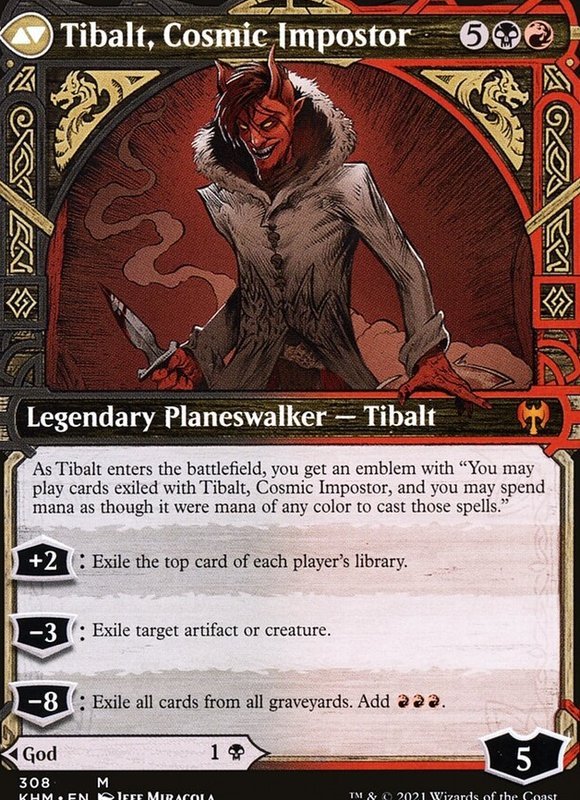 Tibalt, Cosmic Impostor 5
Legendary Planeswalker — Tibalt
As Tibalt enters the battlefield, you get an emblem with “You may
play cards exiled with Tibalt, Cosmic Impostor, and you may spend
mana as though it were mana of any color to cast those spells.”
+2 : Exile the top card of each player’s library.
−3 : Exile target artifact or creature.
−8 : Exile all cards from all graveyards. Add .
God 1
5
308 M
KHM • EN Jeff Miracola
™ & © 2021 Wizards of the Coast